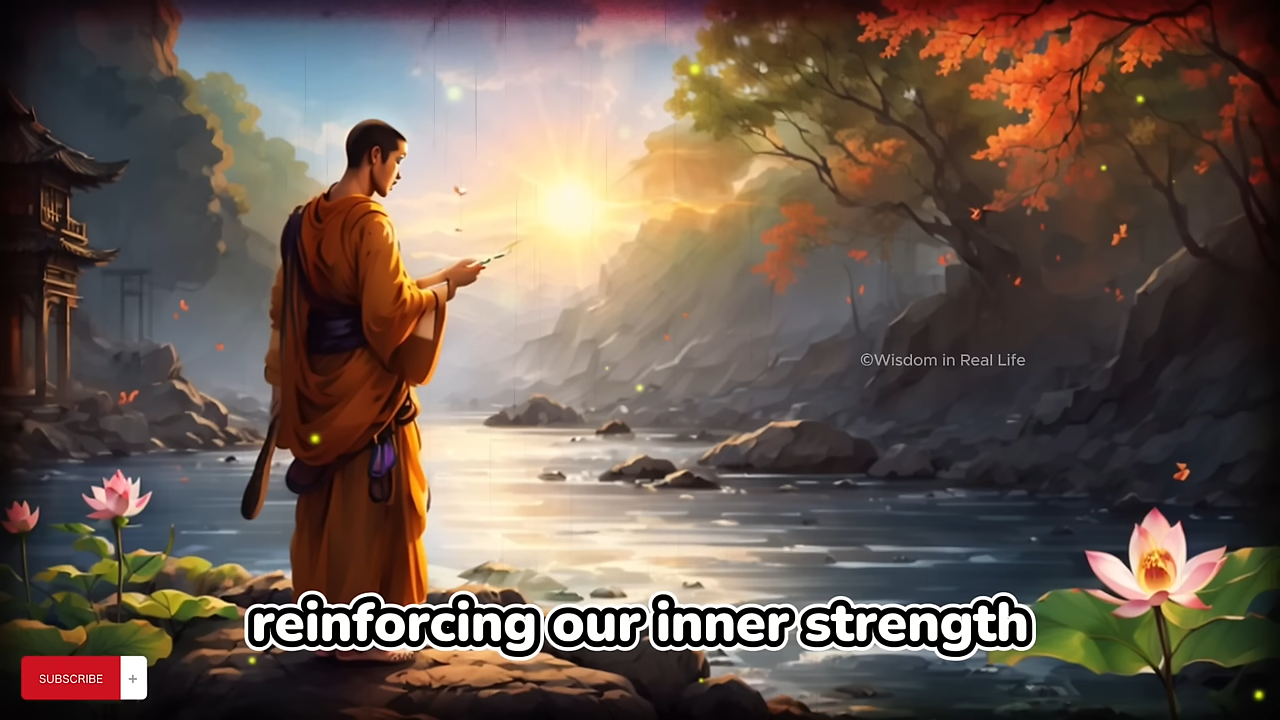 ©Wisdom in Real Life
reinforcing our inner strength
SUBSCRIBE +